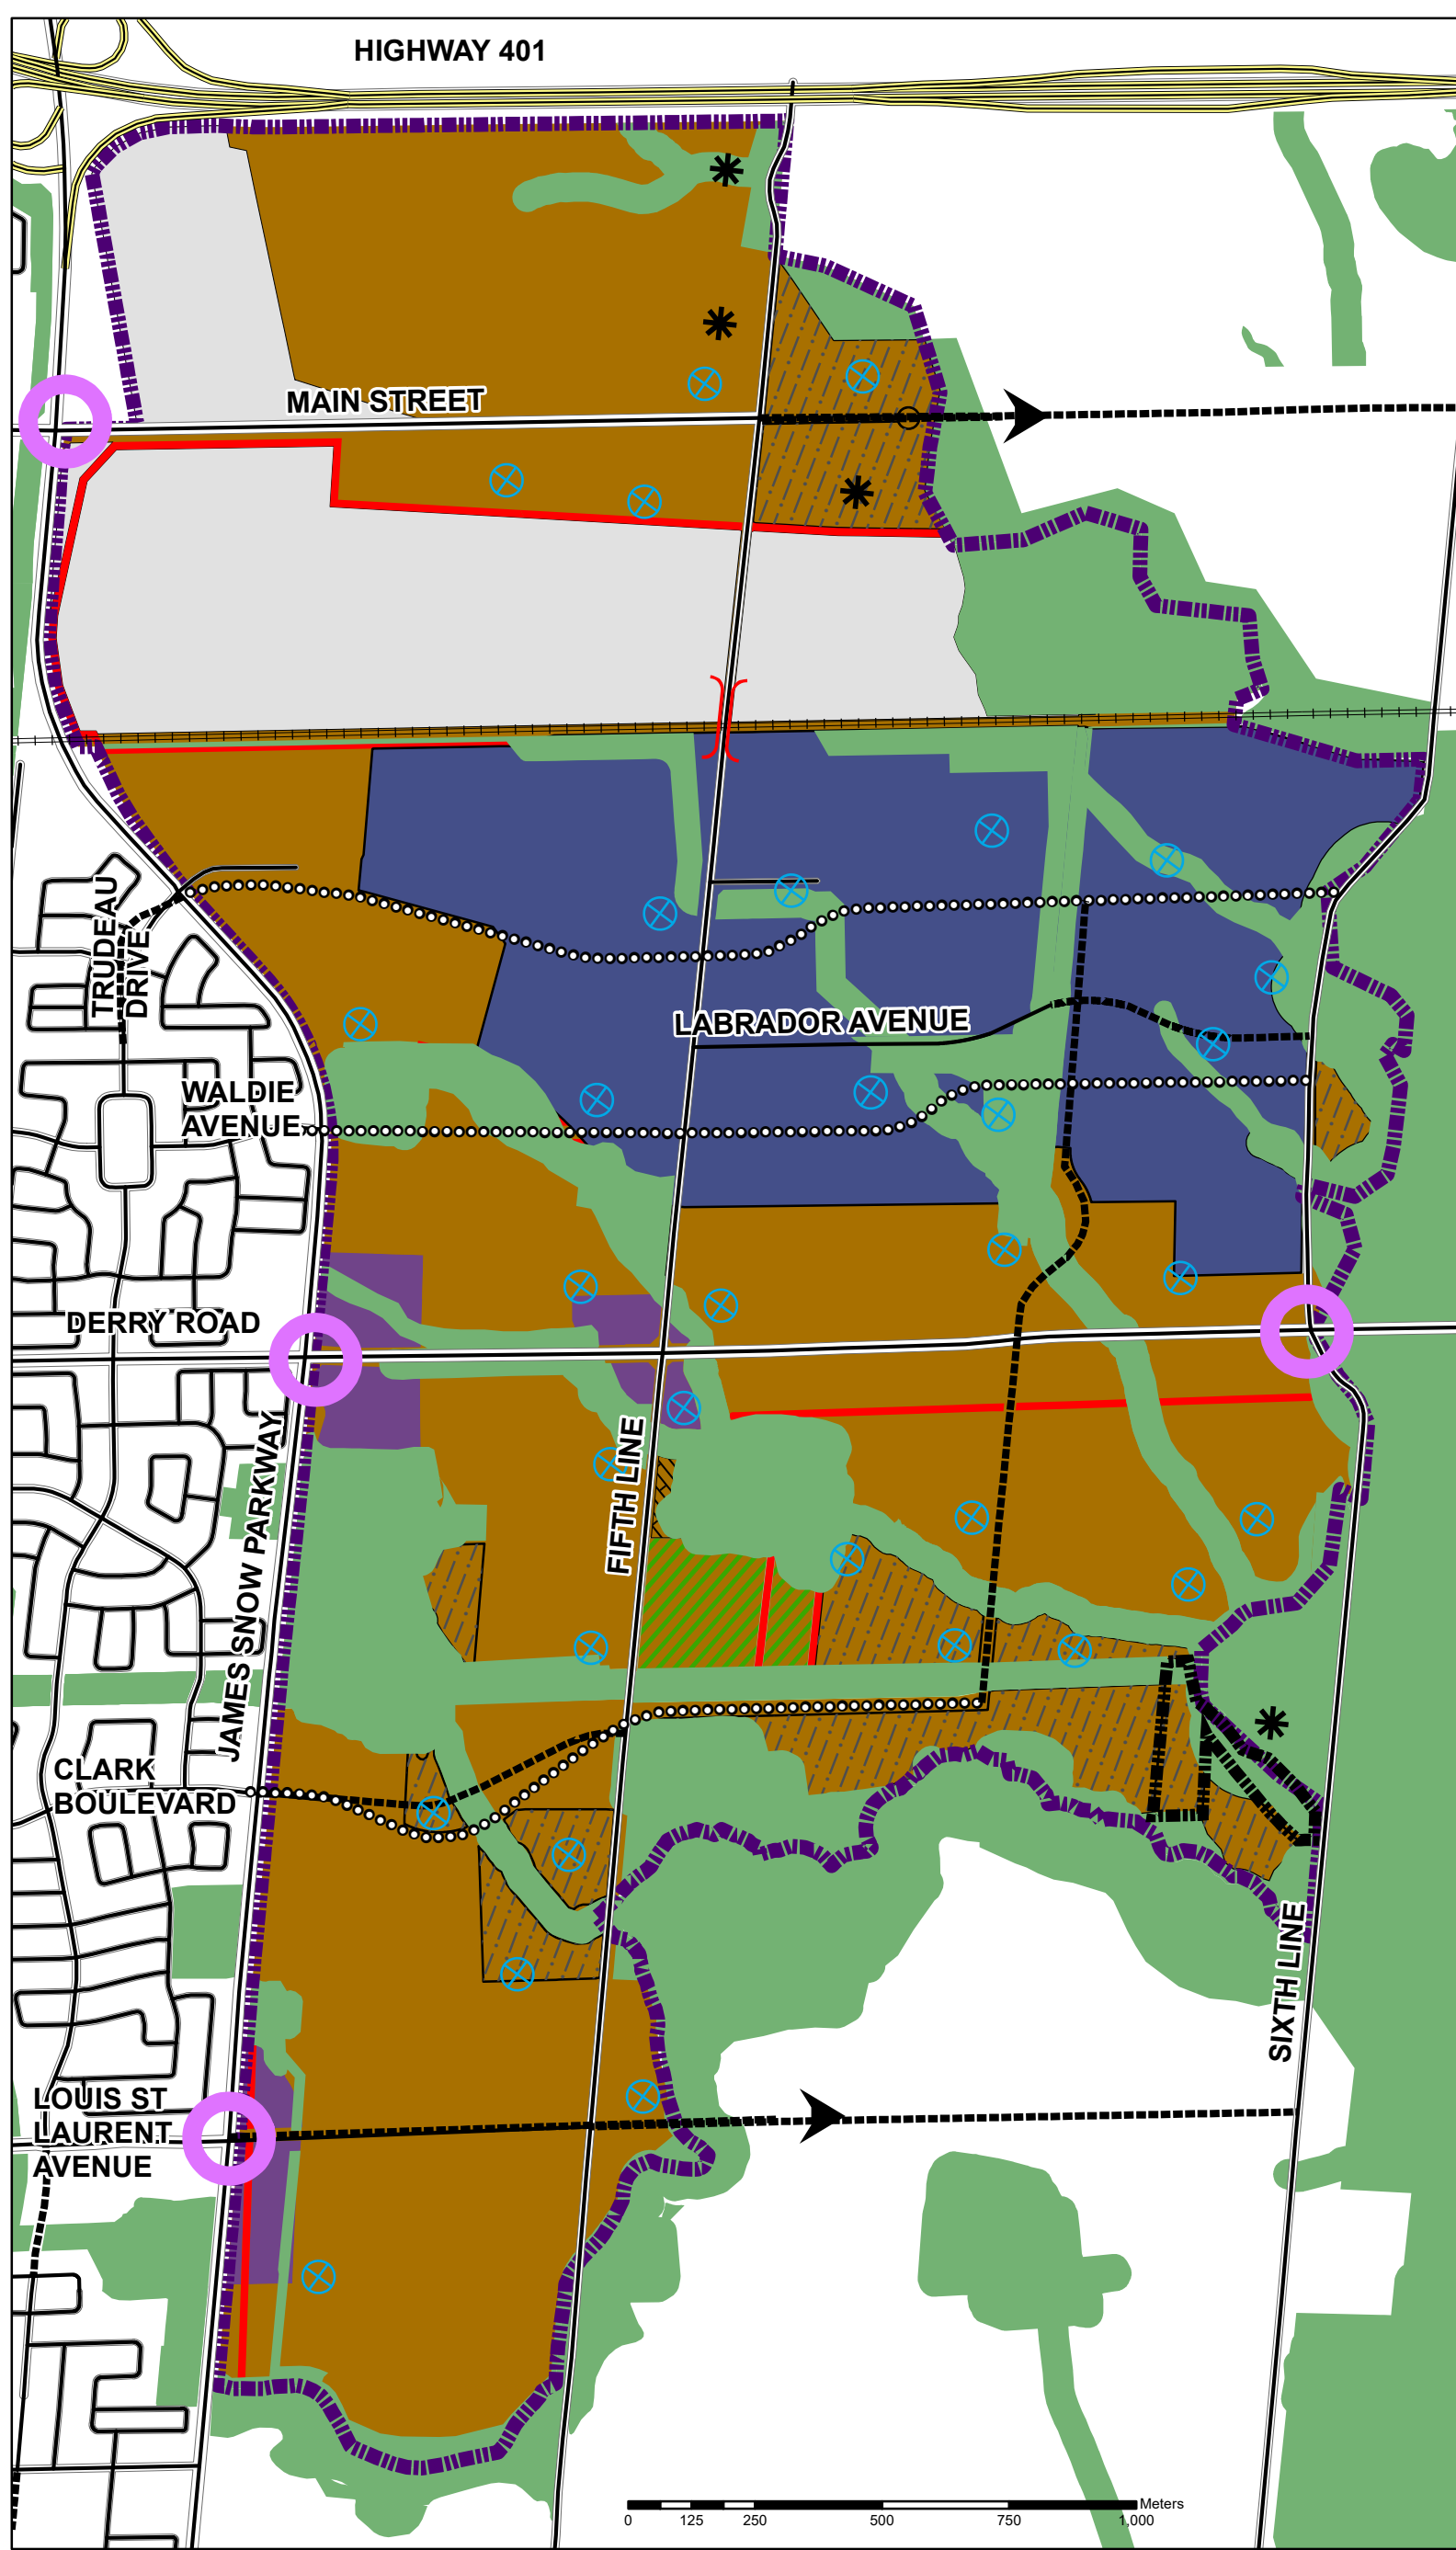 HIGHWAY 401
MAIN STREET
TRUDEAU
DRIVE
LABRADOR AVENUE
WALDIE
AVENUE
DERRY ROAD
FIFTH LINE
JAMES SNOW PARKWAY
CLARK
BOULEVARD
SIXTH LINE
LOUIS ST
LAURENT
AVENUE
Meters
0 125 250 500 750 1,000